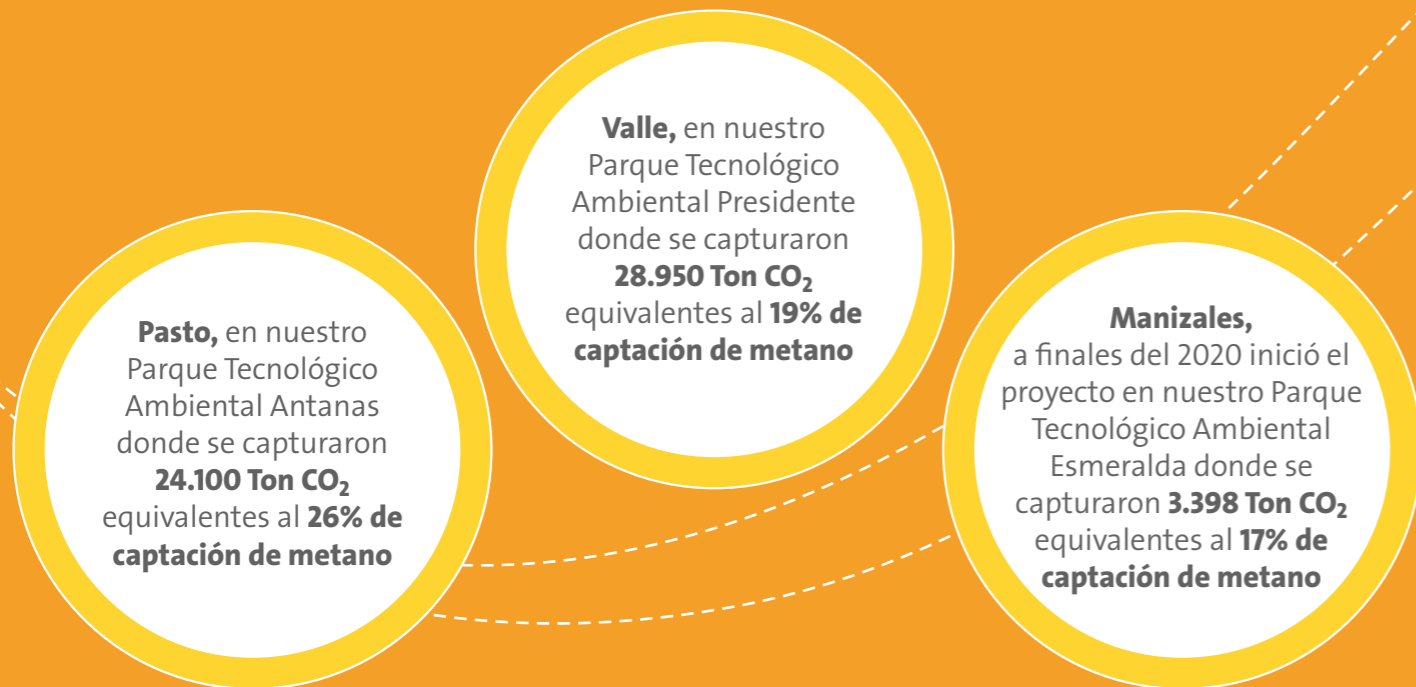 Pasto, en nuestro
Parque Tecnológico
Ambiental Antanas
donde se capturaron
24.100 Ton CO₂
equivalentes al 26% de
captación de metano
Valle, en nuestro
Parque Tecnológico
Ambiental Presidente
donde se capturaron
28.950 Ton CO₂
equivalentes al 19% de
captación de metano
Manizales,
a finales del 2020 inició el
proyecto en nuestro Parque
Tecnológico Ambiental
Esmeralda donde se
capturaron 3.398 Ton CO₂
equivalentes al 17% de
captación de metano